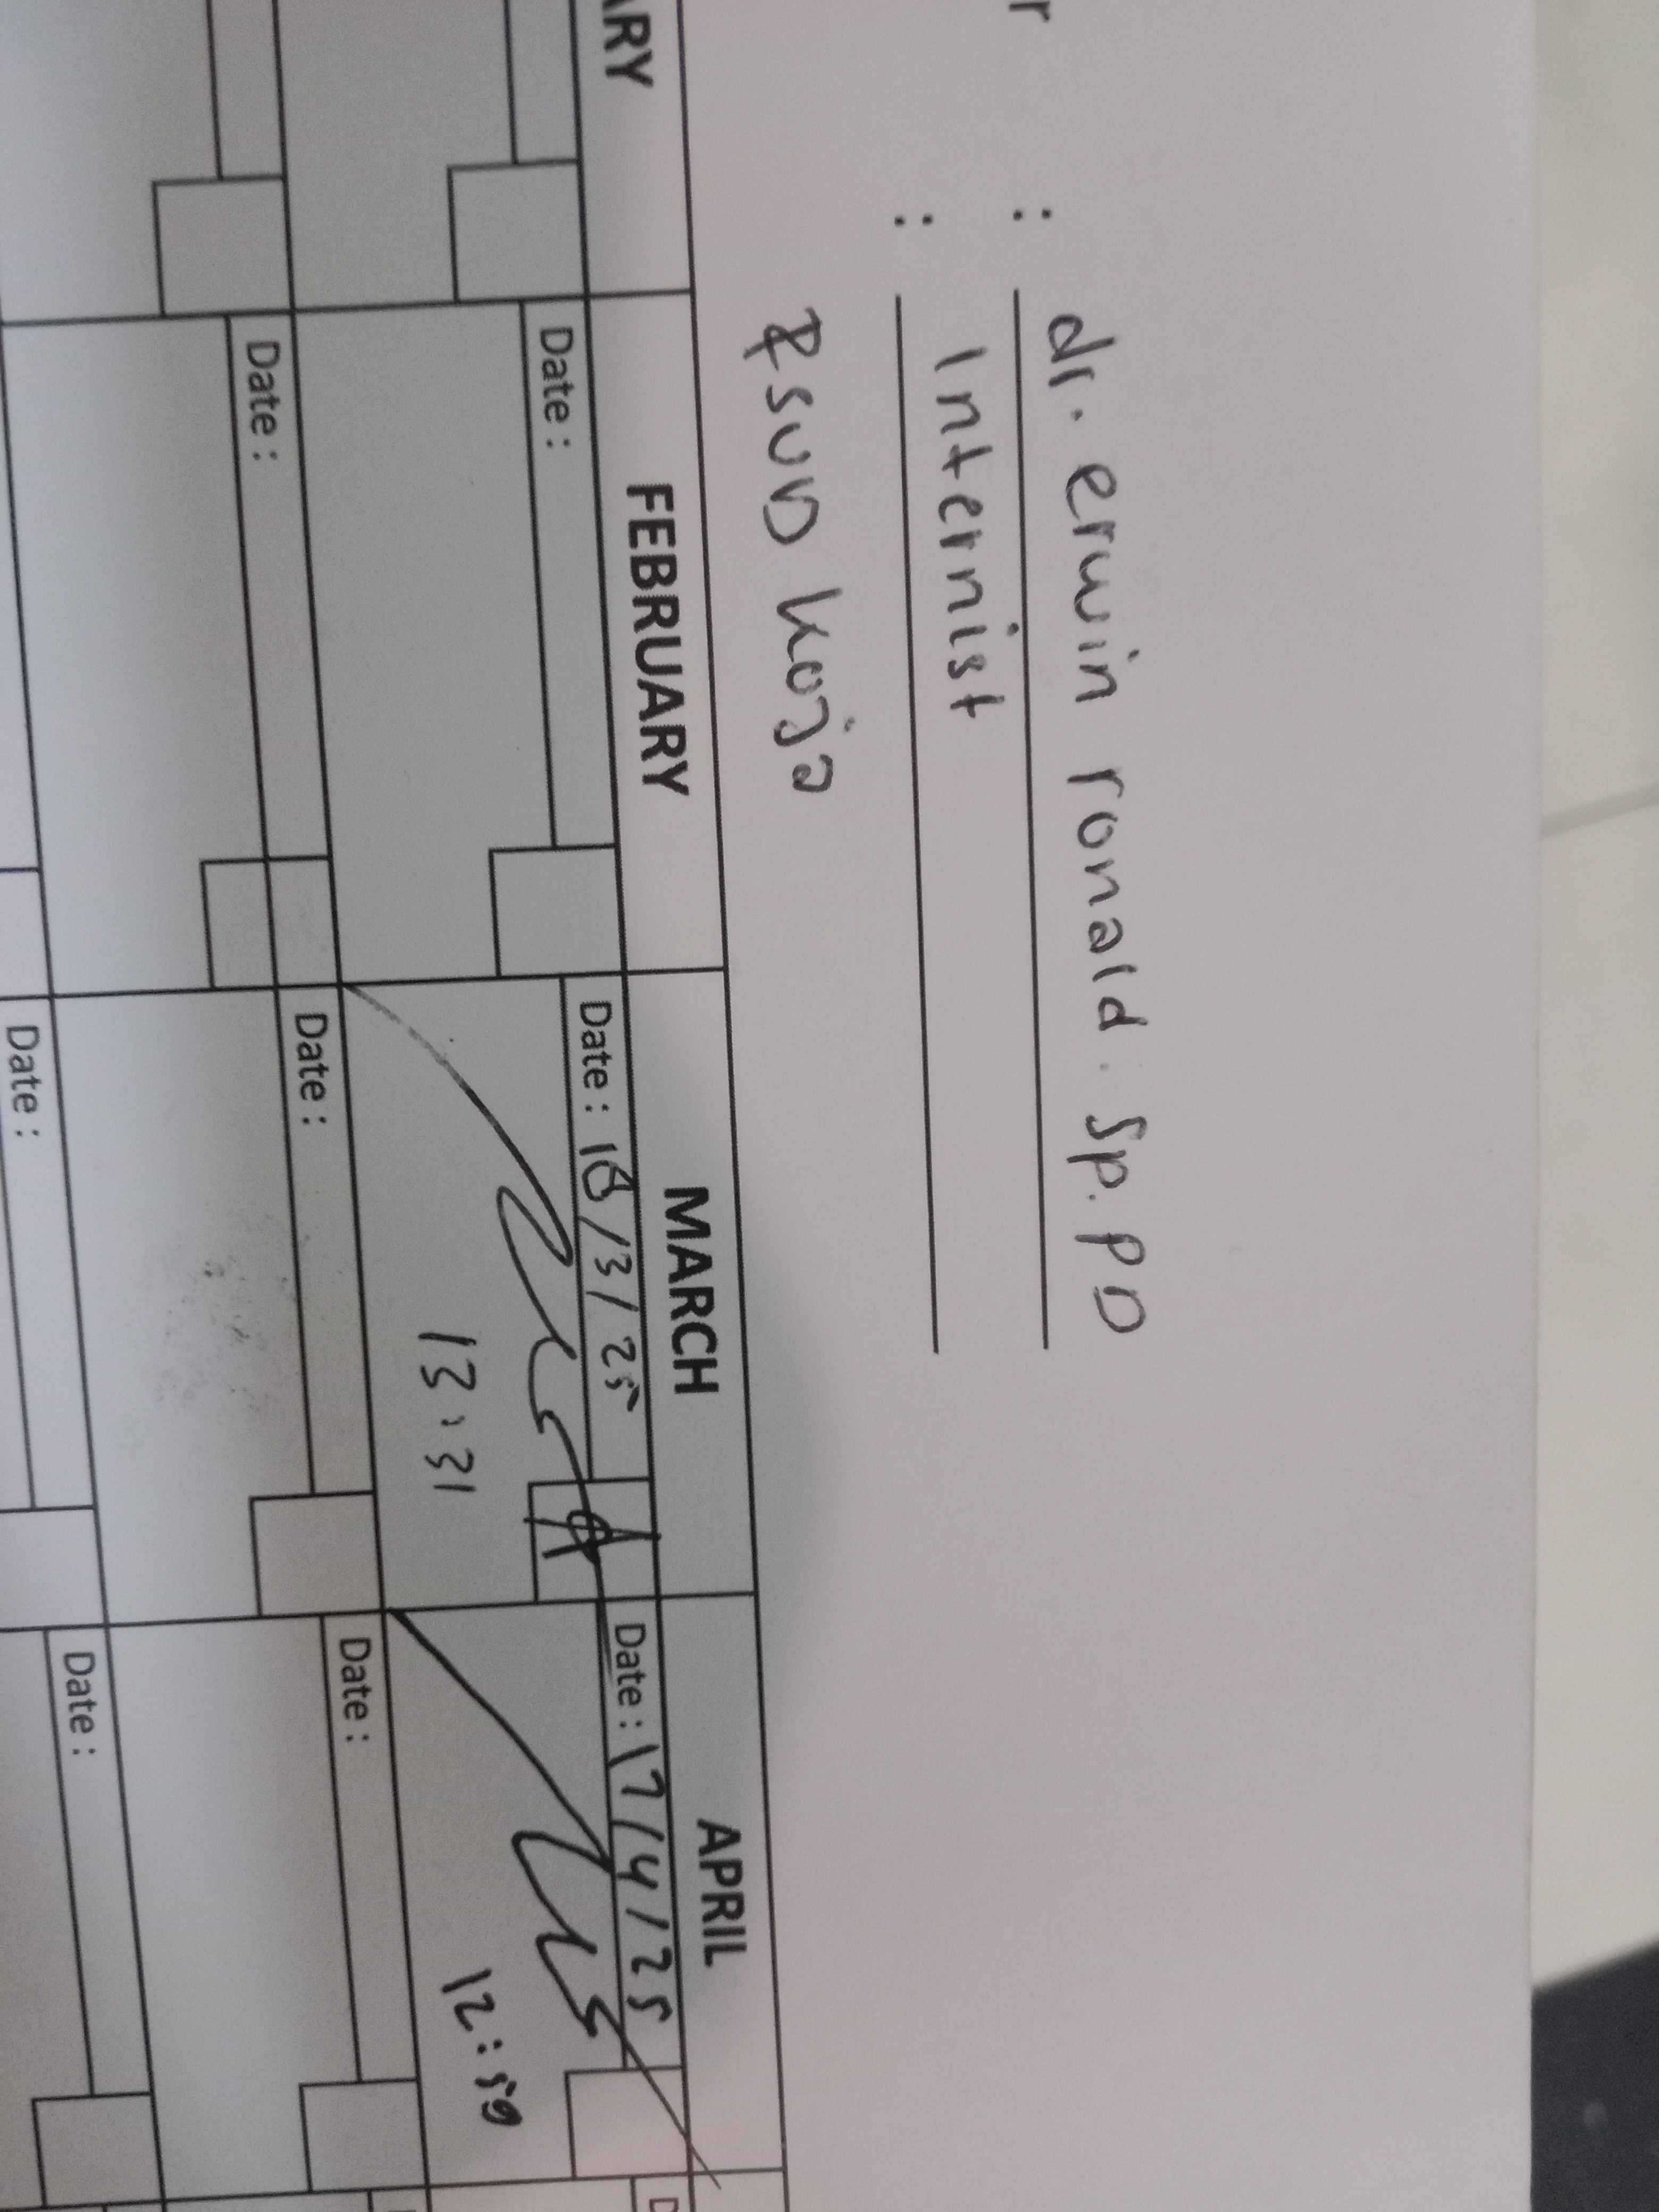 r : dr. erwin ronald. Sp.PD
: Internist
RSUD koja
ARY FEBRUARY MARCH APRIL
Date : Date : 18/3/25 Date : 17/4/25
13:31 12:59
Date : Date : Date :
Date : Date :